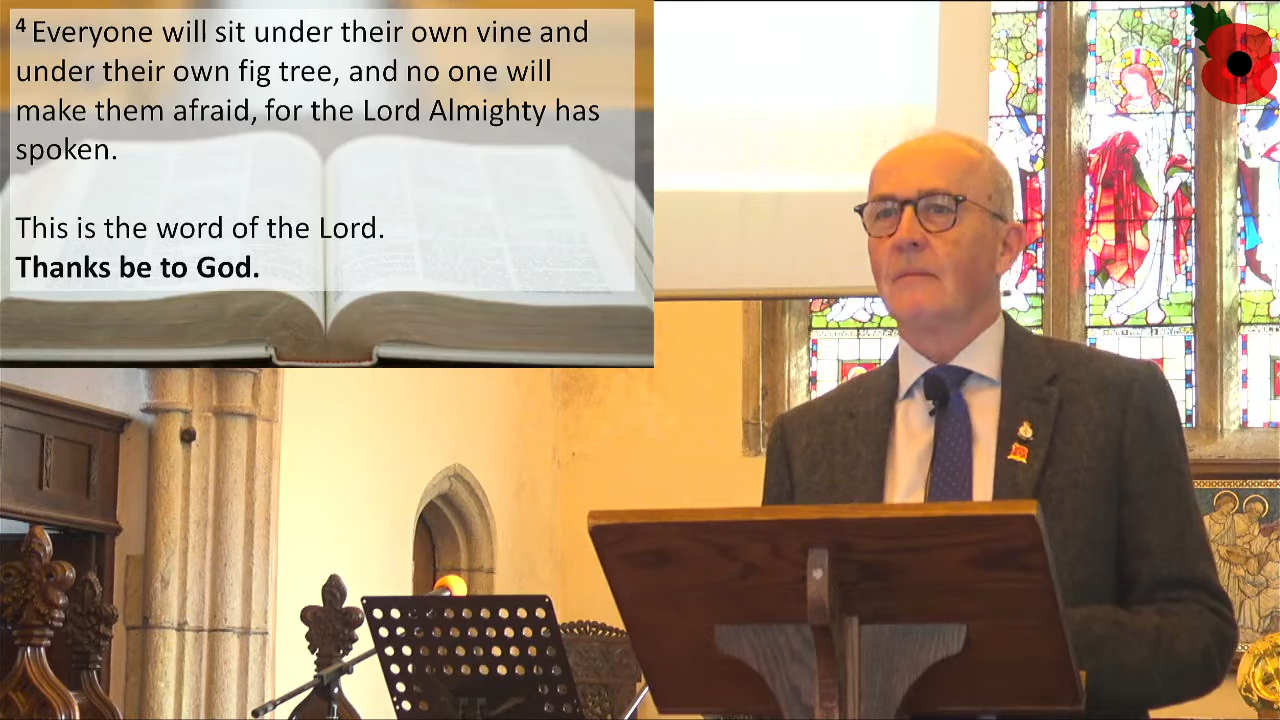 4 Everyone will sit under their own vine and
under their own fig tree, and no one will
make them afraid, for the Lord Almighty has
spoken.
This is the word of the Lord.
Thanks be to God.